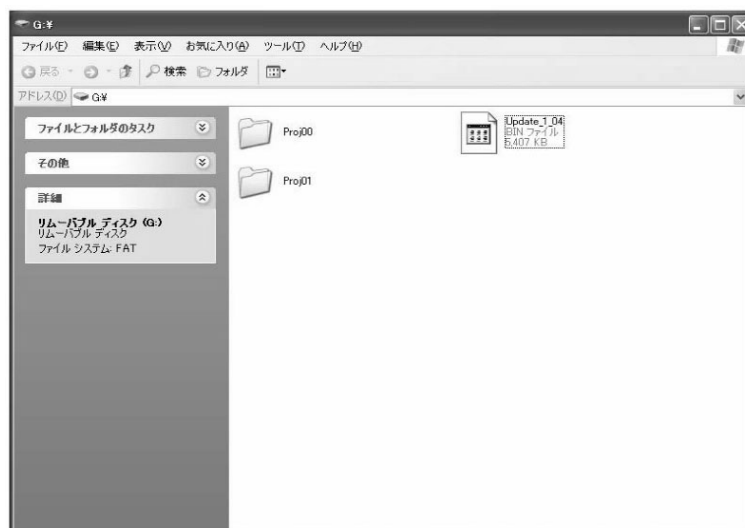 G:¥
ファイル(F) 編集(E) 表示(V) お気に入り(A) ツール(T) ヘルプ(H)
戻る 検索 フォルダ
アドレス(D) G:¥
ファイルとフォルダのタスク
その他
詳細
リムーバブル ディスク (G:)
リムーバブル ディスク
ファイル システム: FAT
Proj00
Proj01
Update_1_04
BIN ファイル
5,407 KB